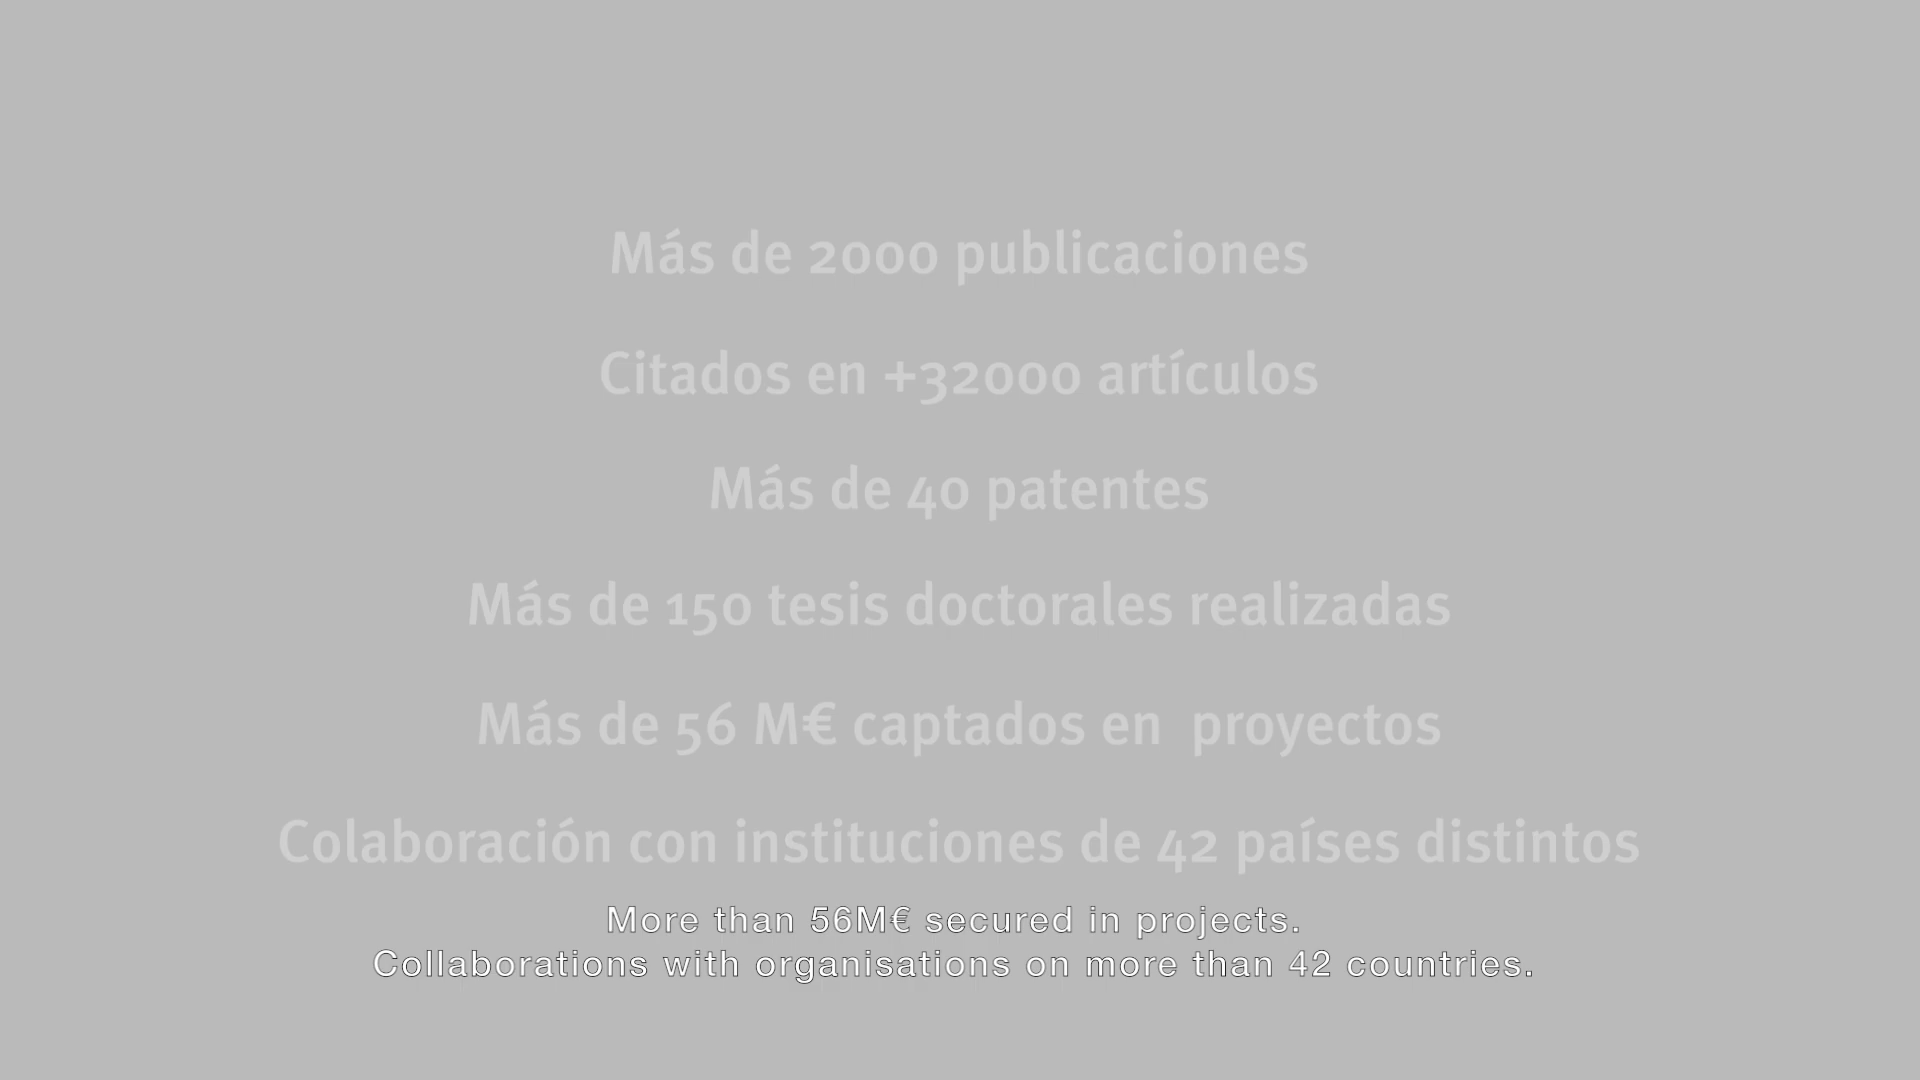 Más de 2000 publicaciones
Citados en +32000 artículos
Más de 40 patentes
Más de 150 tesis doctorales realizadas
Más de 56 M€ captados en  proyectos
Colaboración con instituciones de 42 países distintos
More than 56M€ secured in projects.
Collaborations with organisations on more than 42 countries.